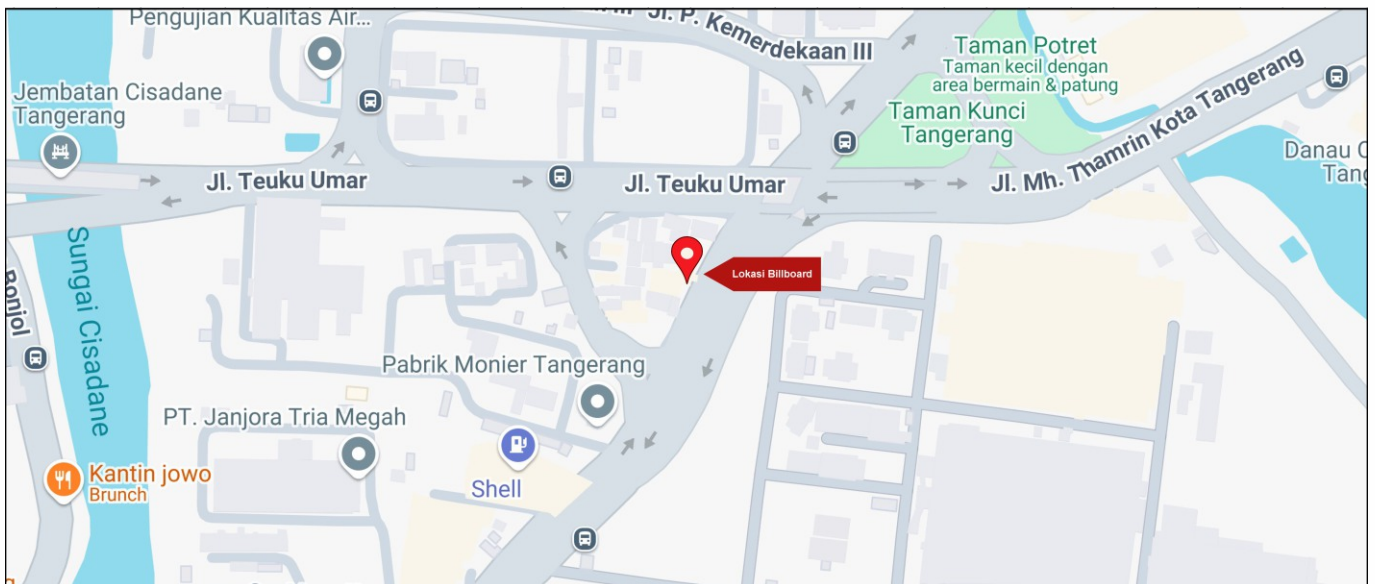 Pengujian Kualitas Air...
Jl. P. Kemerdekaan III
Taman Potret
Taman kecil dengan
area bermain & patung
Jembatan Cisadane
Tangerang
Taman Kunci
Tangerang
Jl. Mh. Thamrin Kota Tangerang
Jl. Teuku Umar
Jl. Teuku Umar
Lokasi Billboard
Sungai Cisadane
Bonjol
Pabrik Monier Tangerang
PT. Janjora Tria Megah
Kantin jowo
Brunch
Shell
Danau